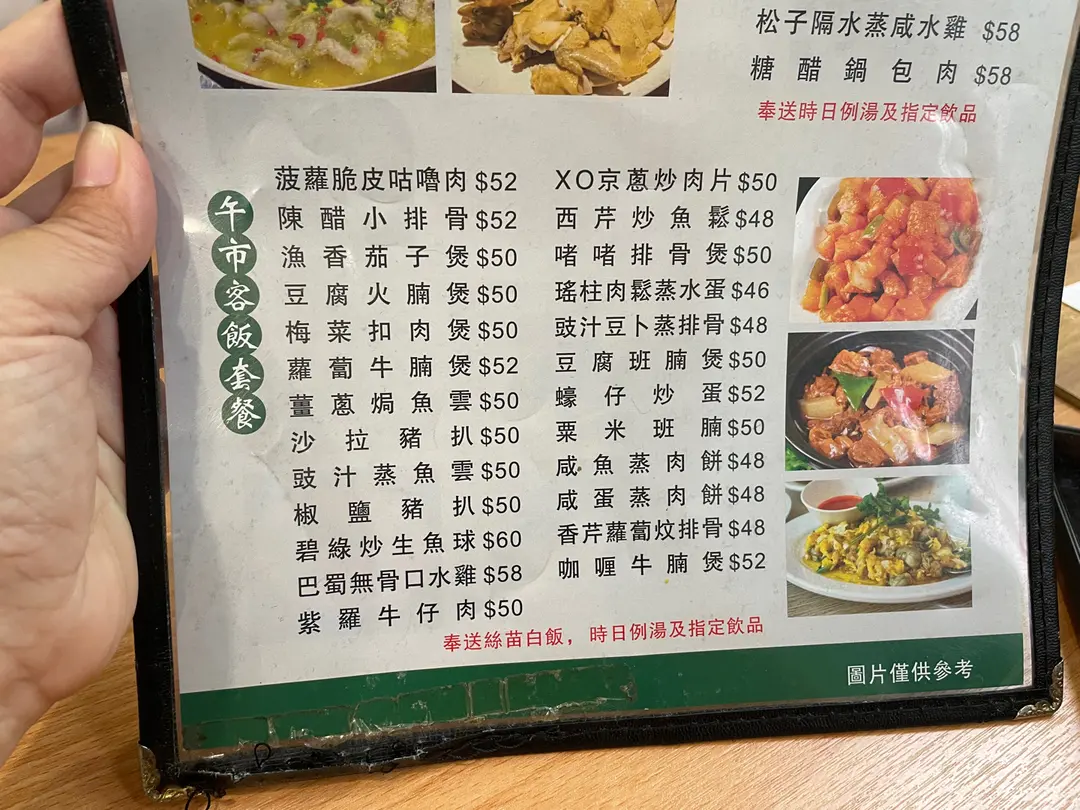 松子隔水蒸咸水雞 $58
糖醋鍋包肉 $58
奉送時日例湯及指定飲品
午市客飯套餐
菠蘿脆皮咕嚕肉 $52
陳醋小排骨 $52
漁香茄子煲 $50
豆腐火腩煲 $50
梅菜扣肉煲 $50
蘿蔔牛腩煲 $52
薑蔥焗魚雲 $50
沙拉豬扒 $50
豉汁蒸魚雲 $50
椒鹽豬扒 $50
碧綠炒生魚球 $60
巴蜀無骨口水雞 $58
紫羅牛仔肉 $50
XO京蔥炒肉片 $50
西芹炒魚鬆 $48
啫啫排骨煲 $50
瑤柱肉鬆蒸水蛋 $46
豉汁豆卜蒸排骨 $48
豆腐班腩煲 $50
蠔仔炒蛋 $52
粟米班腩 $50
咸魚蒸肉餅 $48
咸蛋蒸肉餅 $48
香芹蘿蔔炆排骨 $48
咖喱牛腩煲 $52
奉送絲苗白飯，時日例湯及指定飲品
圖片僅供參考